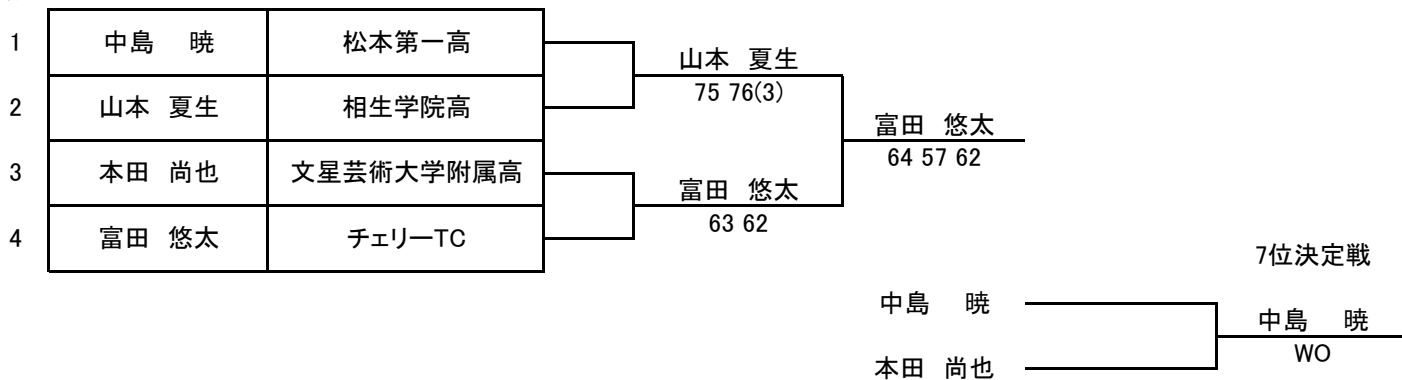 1 中島 暁 松本第一高
山本 夏生
75 76(3)
2 山本 夏生 相生学院高
富田 悠太
64 57 62
3 本田 尚也 文星芸術大学附属高
富田 悠太
63 62
4 富田 悠太 チェリーTC
7位決定戦
中島 暁
中島 暁
WO
本田 尚也